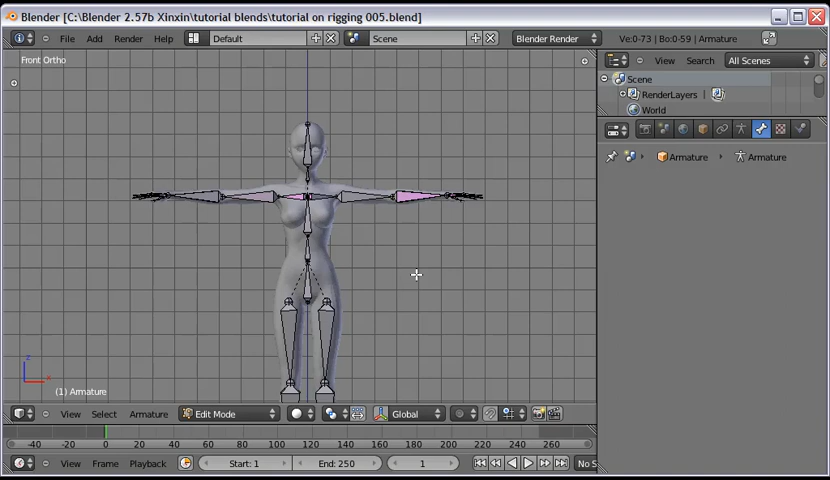 Blender [C:\Blender 2.57b Xinxin\tutorial blends\tutorial on rigging 005.blend]
File Add Render Help Default Scene Blender Render Ve:0-73 | Bo:0-59 | Armature
Front Ortho
View Search All Scenes
Scene
RenderLayers |
World
Armature Armature
z
x
(1) Armature
View Select Armature Edit Mode Global
-40 -20 0 20 40 60 80 100 120 140 160 180 200 220 240 260 280
View Frame Playback Start: 1 End: 250 1 No S